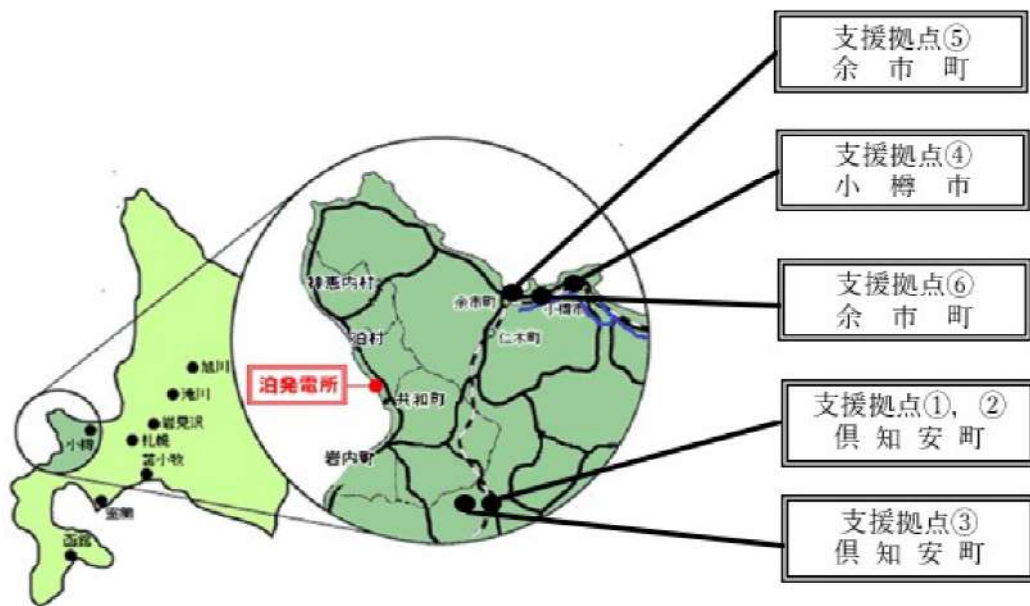 支援拠点⑤
余市町
支援拠点④
小樽市
支援拠点⑥
余市町
支援拠点①，②
倶知安町
支援拠点③
倶知安町
神恵内村
泊村
泊発電所
共和町
岩内町
余市町
小樽市
仁木町
旭川
滝川
岩見沢
札幌
小樽
苫小牧
室蘭
函館